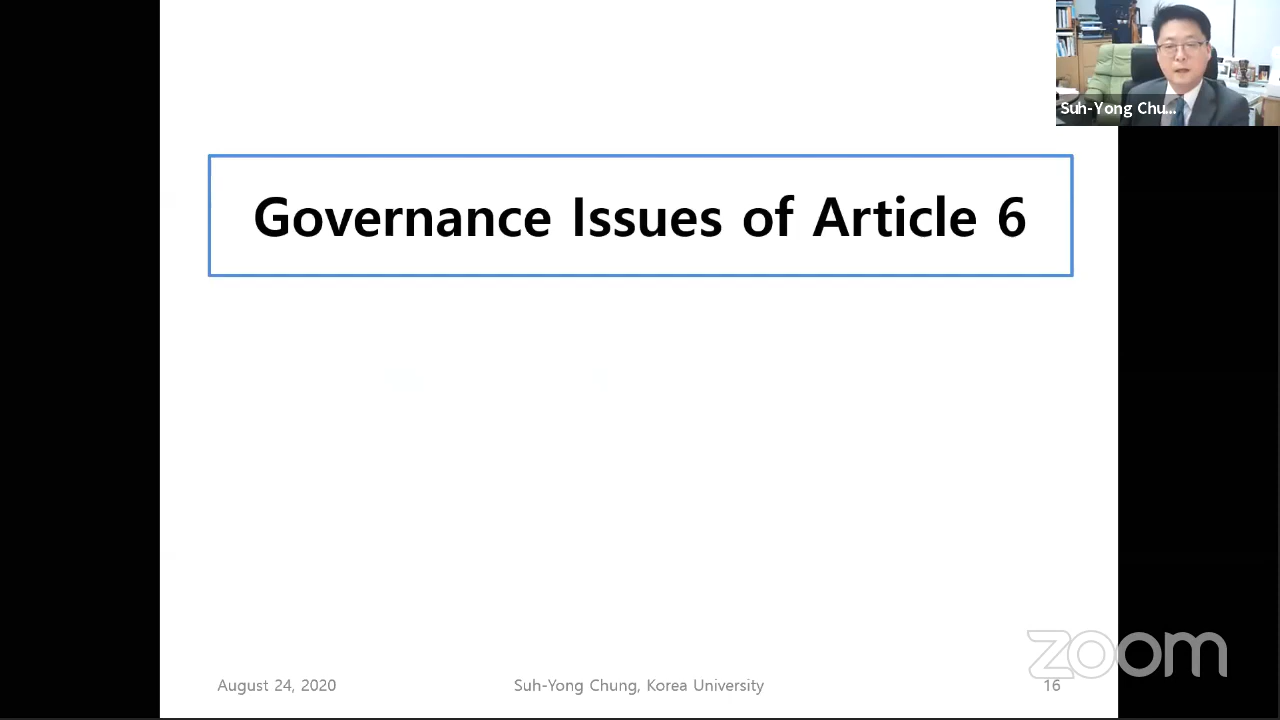 Suh-Yong Chu...
Governance Issues of Article 6
zoom
August 24, 2020
Suh-Yong Chung, Korea University
16